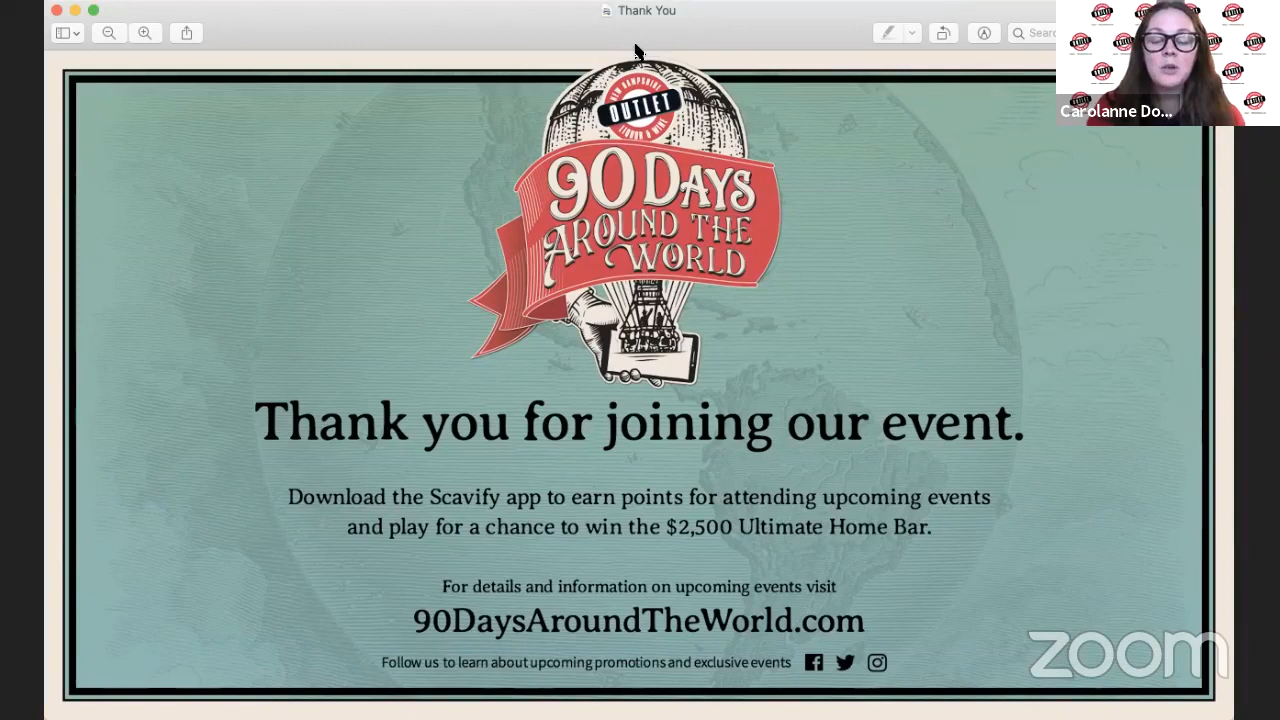 Thank You
Sear
Carolanne Do...
NEW HAMPSHIRE
OUTLET
LIQUOR & WINE
90 DAYS
AROUND THE
WORLD
Thank you for joining our event.
Download the Scavify app to earn points for attending upcoming events
and play for a chance to win the $2,500 Ultimate Home Bar.
For details and information on upcoming events visit
90DaysAroundTheWorld.com
Follow us to learn about upcoming promotions and exclusive events
zoom